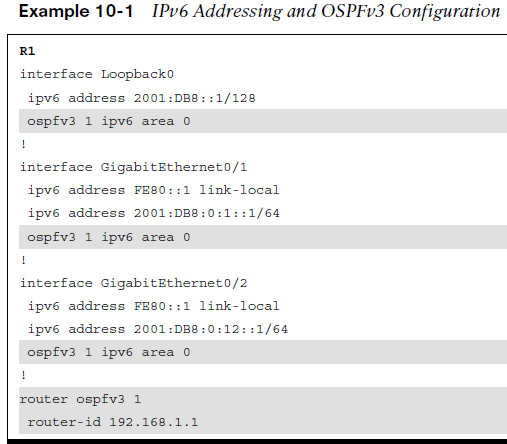 Example 10-1 IPv6 Addressing and OSPFv3 Configuration
R1
interface Loopback0
 ipv6 address 2001:DB8::1/128
 ospfv3 1 ipv6 area 0
!
interface GigabitEthernet0/1
 ipv6 address FE80::1 link-local
 ipv6 address 2001:DB8:0:1::1/64
 ospfv3 1 ipv6 area 0
!
interface GigabitEthernet0/2
 ipv6 address FE80::1 link-local
 ipv6 address 2001:DB8:0:12::1/64
 ospfv3 1 ipv6 area 0
!
router ospfv3 1
 router-id 192.168.1.1